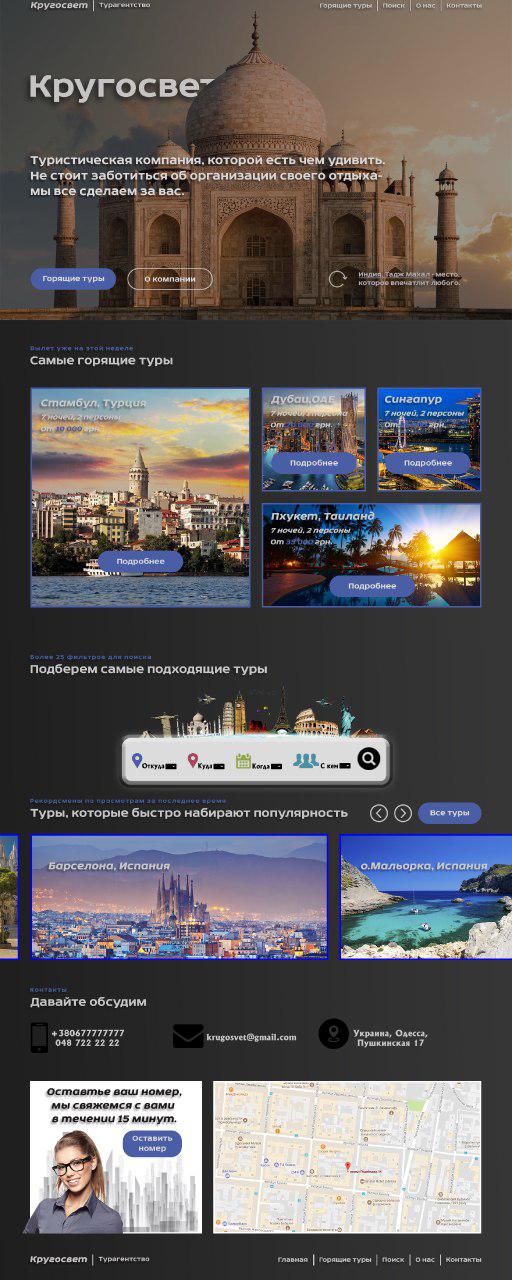 Кругосвет | Турагентство
Горящие туры | Поиск | О нас | Контакты
Кругосвет
Туристическая компания, которой есть чем удивить.
Не стоит заботиться об организации своего отдыха-
мы все сделаем за вас.
Горящие туры
О компании
Индия, Тадж Махал - место,
которое впечатлит любого.
Вылет уже на этой неделе
Самые горящие туры
Стамбул, Турция
7 ночей, 2 персоны
От 10 000 грн.
Подробнее
Дубаи,ОАЕ
7 ночей, 2 персоны
От грн.
Подробнее
Сингапур
7 ночей, 2 персоны
От грн.
Подробнее
Пхукет, Таиланд
7 ночей, 2 персоны
От грн.
Подробнее
Более 25 фильтров для поиска
Подберем самые подходящие туры
Откуда
Куда
Когда
С кем
Рекордсмены по просмотрам за последнее время
Туры, которые быстро набирают популярность
Все туры
Барселона, Испания
о.Мальорка, Испания
Контакты
Давайте обсудим
+380677777777
048 722 22 22
krugosvet@gmail.com
Украина, Одесса,
Пушкинская 17
Оставтье ваш номер,
мы свяжемся с вами
в течении 15 минут.
Оставить
номер
Кругосвет | Турагентство
Главная | Горящие туры | Поиск | О нас | Контакты